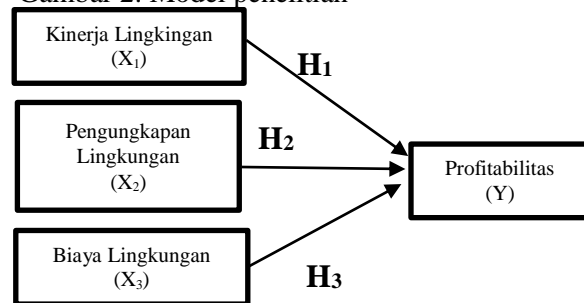 Gambar 2. Model penelitian
Kinerja Lingkingan
(X₁)
H1
Pengungkapan
Lingkungan
(X₂)
H2
Profitabilitas
(Y)
Biaya Lingkungan
(X₃)
H3